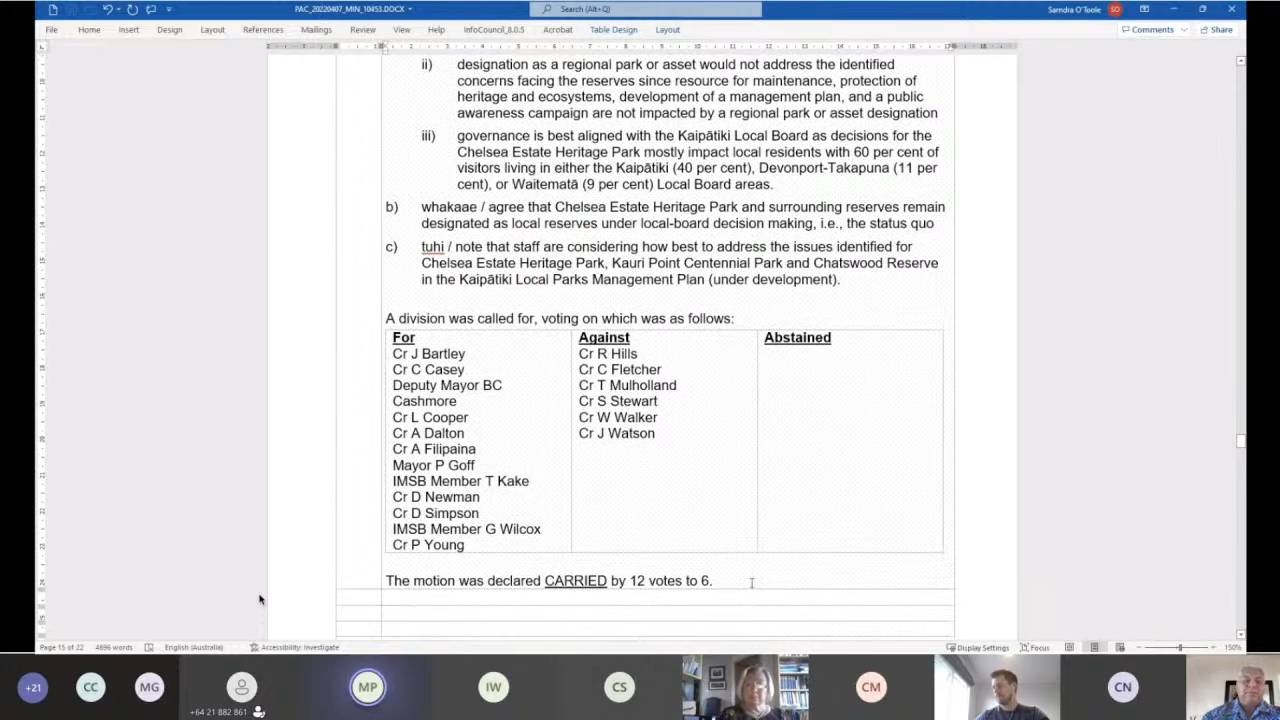 PAC_20220407_MIN_10453.DOCX
Search (Alt+Q)
Samdra O'Toole
SO
File Home Insert Design Layout References Mailings Review View Help InfoCouncil_8.0.5 Acrobat Table Design Layout
Comments Share
ii) designation as a regional park or asset would not address the identified
concerns facing the reserves since resource for maintenance, protection of
heritage and ecosystems, development of a management plan, and a public
awareness campaign are not impacted by a regional park or asset designation
iii) governance is best aligned with the Kaipātiki Local Board as decisions for the
Chelsea Estate Heritage Park mostly impact local residents with 60 per cent of
visitors living in either the Kaipātiki (40 per cent), Devonport-Takapuna (11 per
cent), or Waitematā (9 per cent) Local Board areas.
b) whakaae / agree that Chelsea Estate Heritage Park and surrounding reserves remain
designated as local reserves under local-board decision making, i.e., the status quo
c) tuhi / note that staff are considering how best to address the issues identified for
Chelsea Estate Heritage Park, Kauri Point Centennial Park and Chatswood Reserve
in the Kaipātiki Local Parks Management Plan (under development).
A division was called for, voting on which was as follows:
For Against Abstained
Cr J Bartley Cr R Hills
Cr C Casey Cr C Fletcher
Deputy Mayor BC Cr T Mulholland
Cashmore Cr S Stewart
Cr L Cooper Cr W Walker
Cr A Dalton Cr J Watson
Cr A Filipaina
Mayor P Goff
IMSB Member T Kake
Cr D Newman
Cr D Simpson
IMSB Member G Wilcox
Cr P Young
The motion was declared CARRIED by 12 votes to 6.
Page 15 of 22 4896 words English (Australia) Accessibility: Investigate
Display Settings Focus 150%
+21 CC MG MP IW CS CM CN
+64 21 882 861